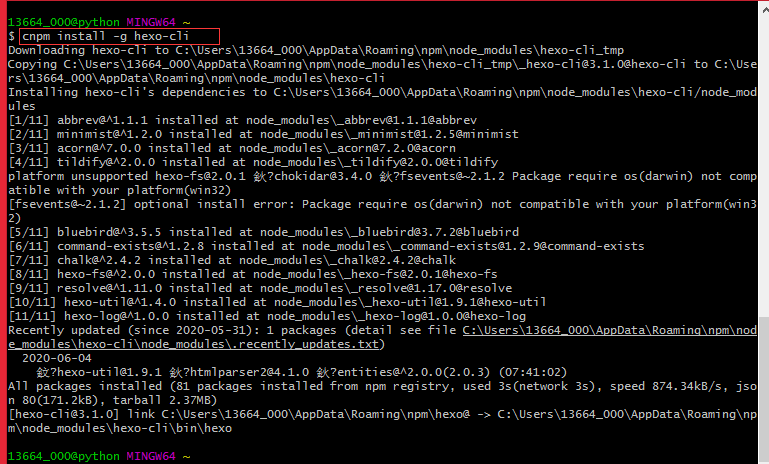 13664_000@python MINGW64 ~
$ cnpm install -g hexo-cli
Downloading hexo-cli to C:\Users\13664_000\AppData\Roaming\npm\node_modules\hexo-cli_tmp
Copying C:\Users\13664_000\AppData\Roaming\npm\node_modules\hexo-cli_tmp\_hexo-cli@3.1.0@hexo-cli to C:\Use
rs\13664_000\AppData\Roaming\npm\node_modules\hexo-cli
Installing hexo-cli's dependencies to C:\Users\13664_000\AppData\Roaming\npm\node_modules\hexo-cli/node_mod
ules
[1/11] abbrev@^1.1.1 installed at node_modules\_abbrev@1.1.1@abbrev
[2/11] minimist@^1.2.0 installed at node_modules\_minimist@1.2.5@minimist
[3/11] acorn@^7.0.0 installed at node_modules\_acorn@7.2.0@acorn
[4/11] tildify@^2.0.0 installed at node_modules\_tildify@2.0.0@tildify
platform unsupported hexo-fs@2.0.1 鈥?chokidar@3.4.0 鈥?fsevents@~2.1.2 Package require os(darwin) not comp
atible with your platform(win32)
[fsevents@~2.1.2] optional install error: Package require os(darwin) not compatible with your platform(win3
2)
[5/11] bluebird@^3.5.5 installed at node_modules\_bluebird@3.7.2@bluebird
[6/11] command-exists@^1.2.8 installed at node_modules\_command-exists@1.2.9@command-exists
[7/11] chalk@^2.4.2 installed at node_modules\_chalk@2.4.2@chalk
[8/11] hexo-fs@^2.0.0 installed at node_modules\_hexo-fs@2.0.1@hexo-fs
[9/11] resolve@^1.11.0 installed at node_modules\_resolve@1.17.0@resolve
[10/11] hexo-util@^1.4.0 installed at node_modules\_hexo-util@1.9.1@hexo-util
[11/11] hexo-log@^1.0.0 installed at node_modules\_hexo-log@1.0.0@hexo-log
Recently updated (since 2020-05-31): 1 packages (detail see file C:\Users\13664_000\AppData\Roaming\npm\nod
e_modules\hexo-cli\node_modules\.recently_updates.txt)
  2020-06-04
    鈫?hexo-util@1.9.1 鈥?htmlparser2@4.1.0 鈥?entities@^2.0.0(2.0.3) (07:41:02)
All packages installed (81 packages installed from npm registry, used 3s(network 3s), speed 874.34kB/s, jso
n 80(171.2kB), tarball 2.37MB)
[hexo-cli@3.1.0] link C:\Users\13664_000\AppData\Roaming\npm\hexo@ -> C:\Users\13664_000\AppData\Roaming\np
m\node_modules\hexo-cli\bin\hexo
13664_000@python MINGW64 ~